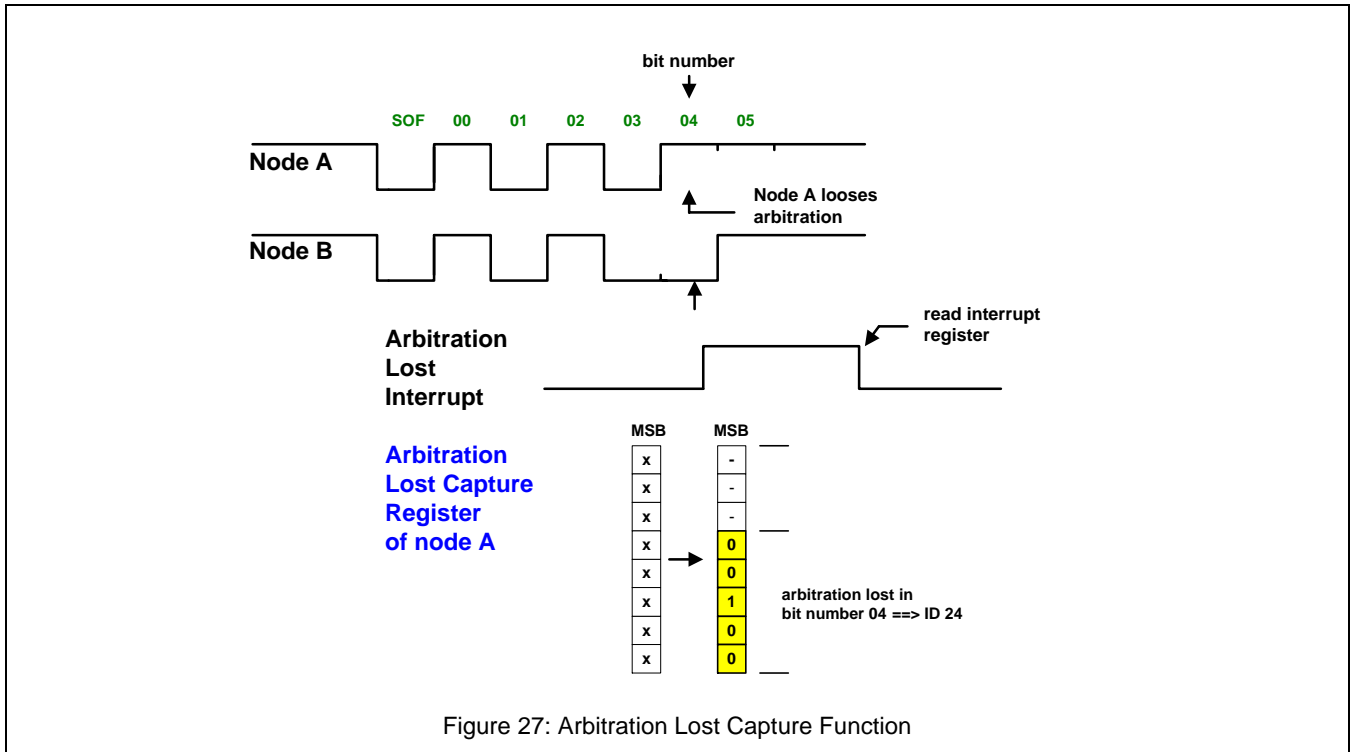 bit number
SOF 00 01 02 03 04 05
Node A
Node A looses
arbitration
Node B
read interrupt
register
Arbitration
Lost
Interrupt
MSB MSB
Arbitration
Lost Capture
Register
of node A
x -
x -
x -
x 0
x 0
x 1
x 0
x 0
arbitration lost in
bit number 04 ==> ID 24
Figure 27: Arbitration Lost Capture Function